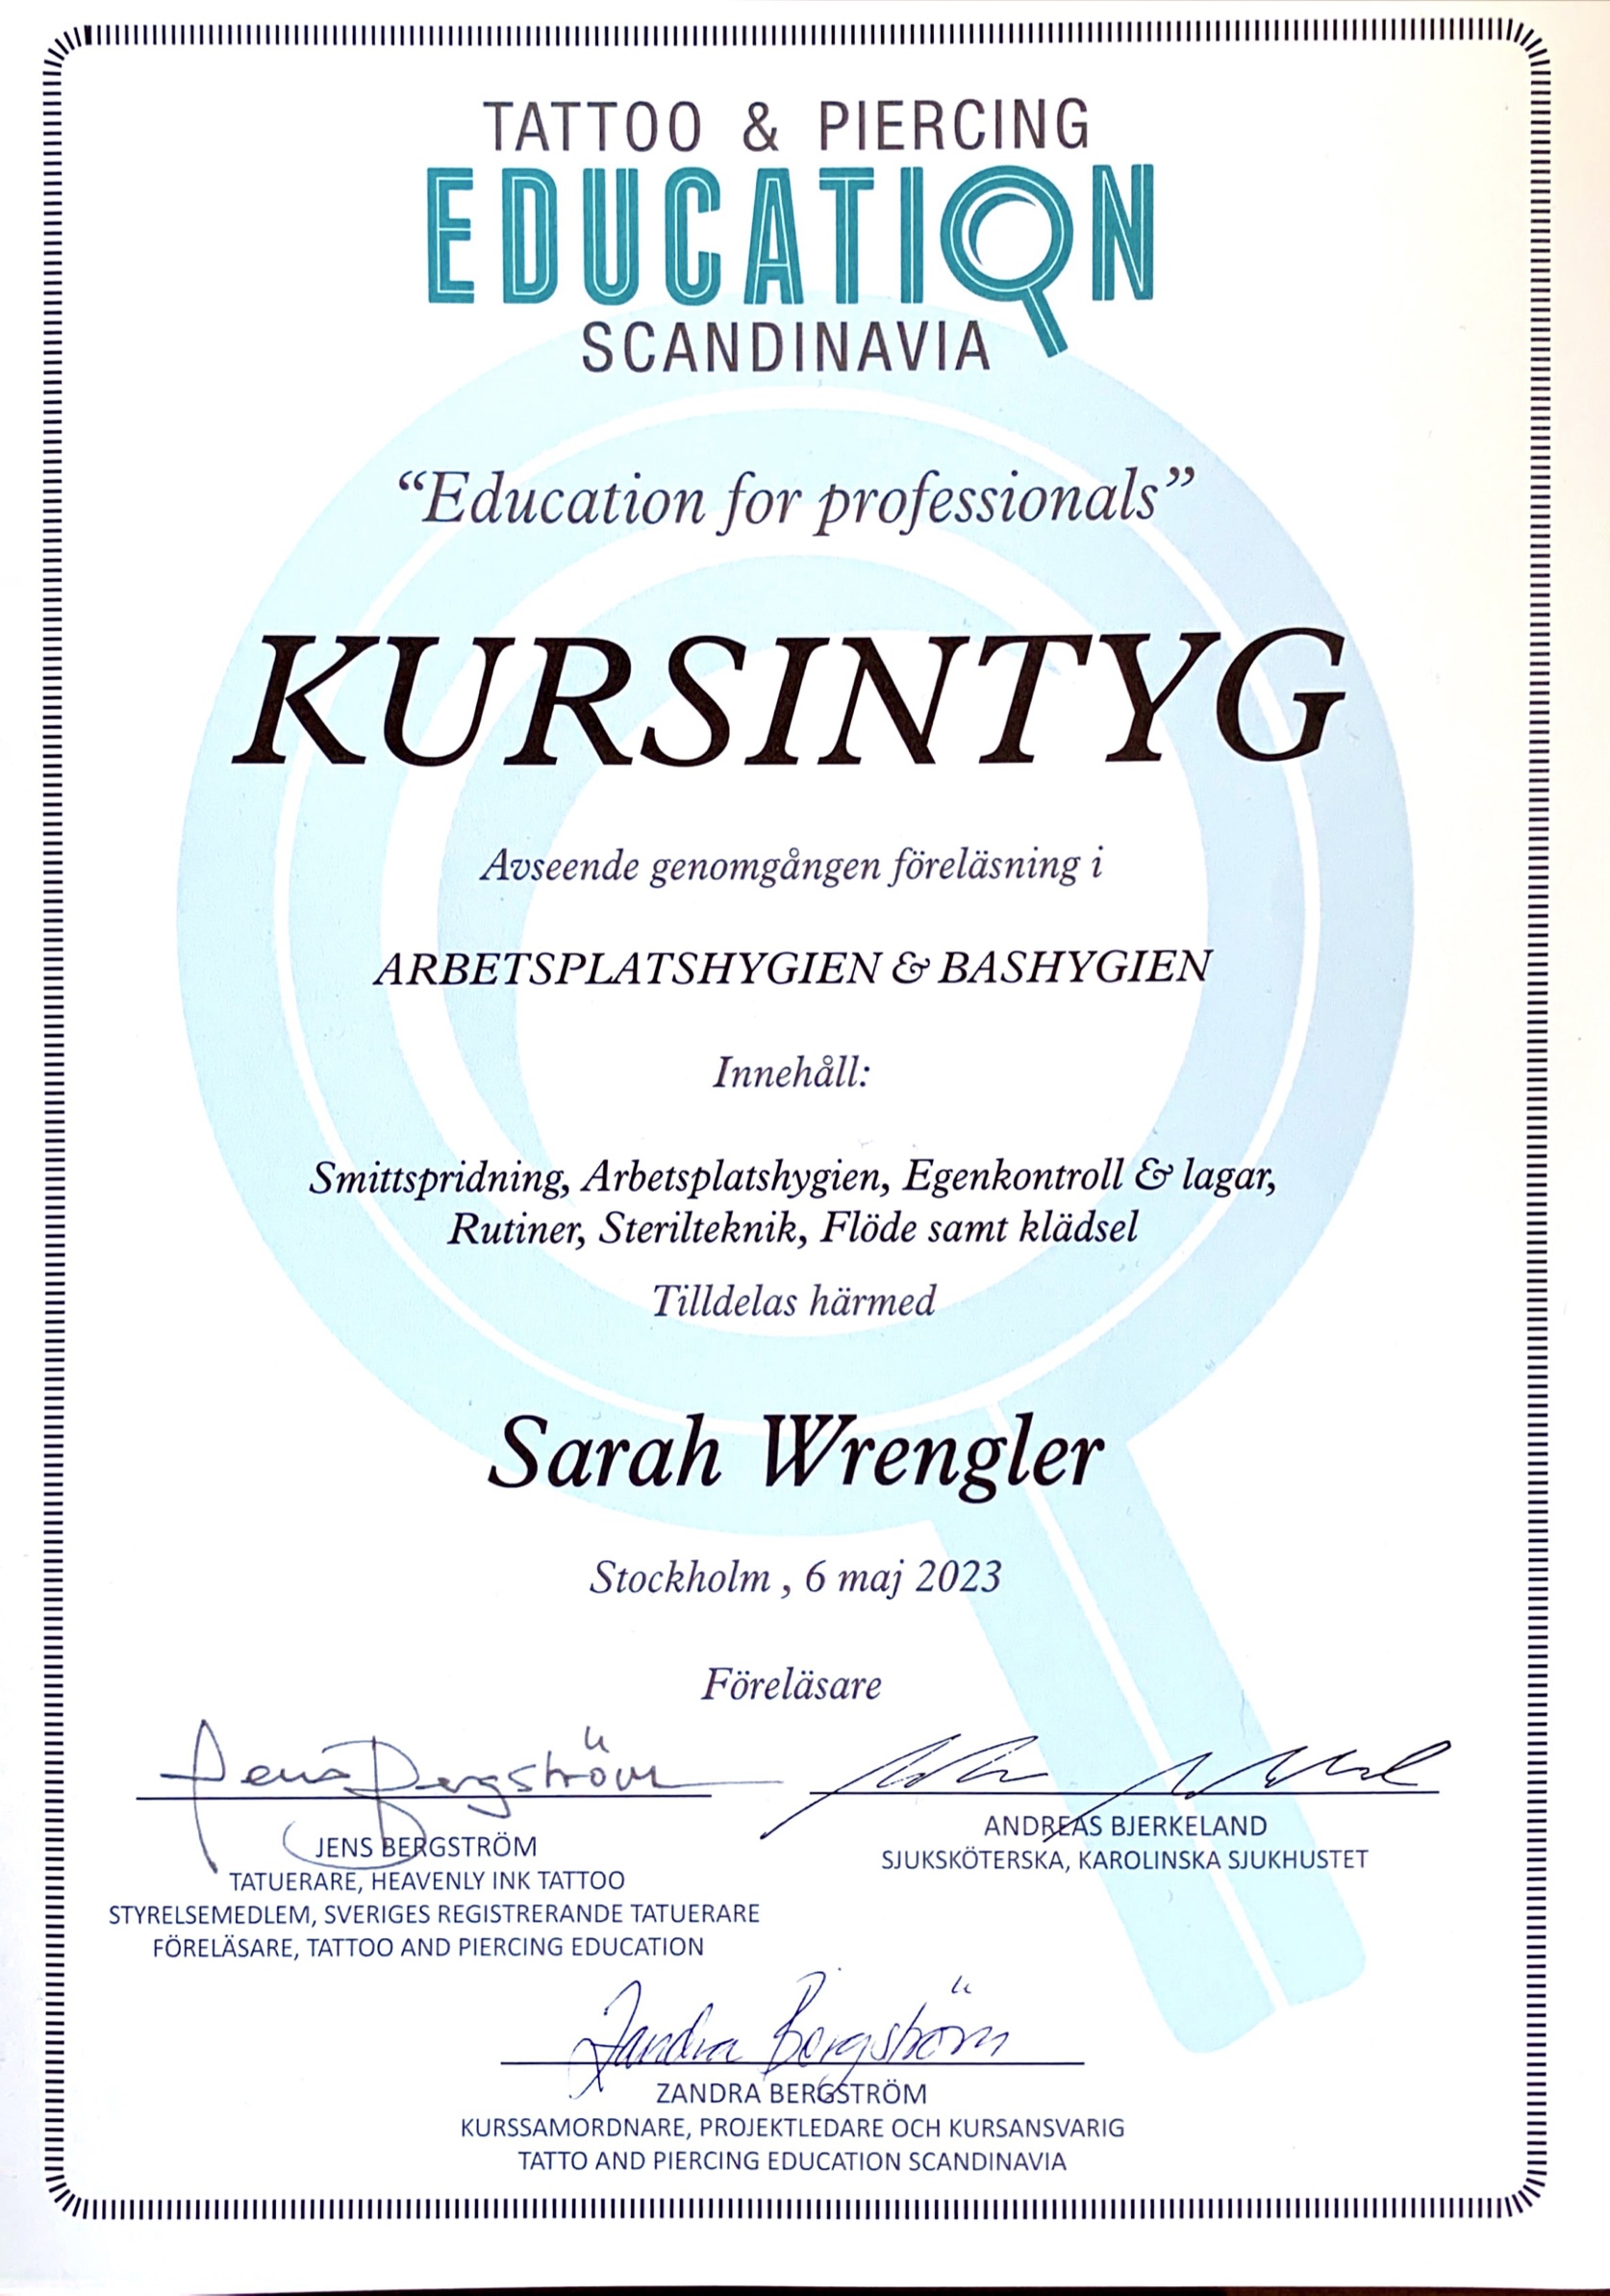 TATTOO & PIERCING
EDUCATION
SCANDINAVIA
“Education for professionals”
KURSINTYG
Avseende genomgången föreläsning i
ARBETSPLATSHYGIEN & BASHYGIEN
Innehåll:
Smittspridning, Arbetsplatshygien, Egenkontroll & lagar,
Rutiner, Sterilteknik, Flöde samt klädsel
Tilldelas härmed
Sarah Wrengler
Stockholm , 6 maj 2023
Föreläsare
Jens Bergström
JENS BERGSTRÖM
TATUERARE, HEAVENLY INK TATTOO
STYRELSEMEDLEM, SVERIGES REGISTRERANDE TATUERARE
FÖRELÄSARE, TATTOO AND PIERCING EDUCATION
ANDREAS BJERKELAND
SJUKSKÖTERSKA, KAROLINSKA SJUKHUSTET
Zandra Bergström
ZANDRA BERGSTRÖM
KURSSAMORDNARE, PROJEKTLEDARE OCH KURSANSVARIG
TATTO AND PIERCING EDUCATION SCANDINAVIA